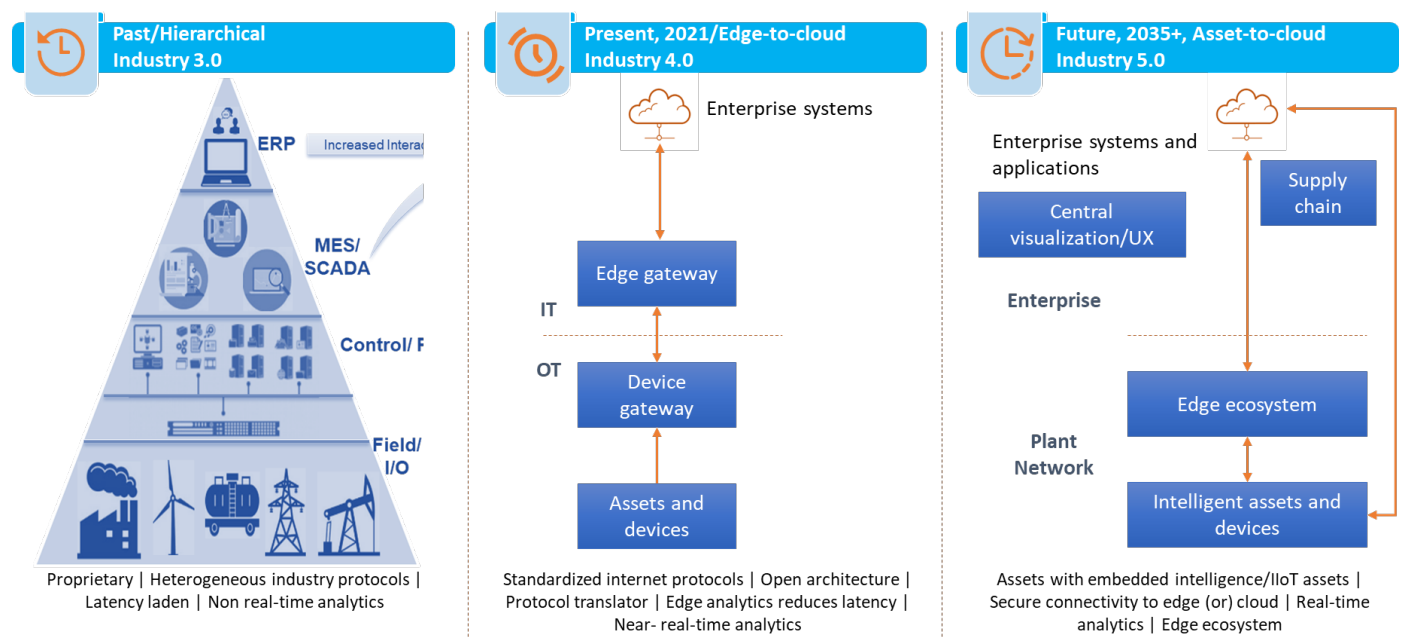 Past/Hierarchical
Industry 3.0
ERP
Increased Interac
MES/
SCADA
Control/
Field/
I/O
Proprietary | Heterogeneous industry protocols |
Latency laden | Non real-time analytics
Present, 2021/Edge-to-cloud
Industry 4.0
Enterprise systems
Edge gateway
IT
OT
Device
gateway
Assets and
devices
Standardized internet protocols | Open architecture |
Protocol translator | Edge analytics reduces latency |
Near- real-time analytics
Future, 2035+, Asset-to-cloud
Industry 5.0
Enterprise systems and
applications
Supply
chain
Central
visualization/UX
Enterprise
Edge ecosystem
Plant
Network
Intelligent assets and
devices
Assets with embedded intelligence/IIoT assets |
Secure connectivity to edge (or) cloud | Real-time
analytics | Edge ecosystem